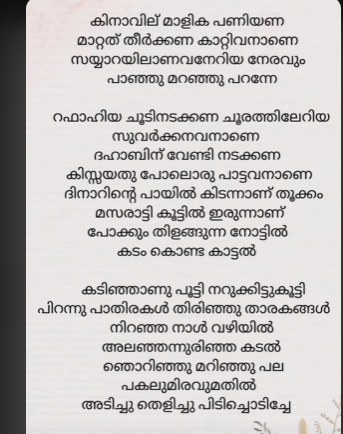 കിനാവില് മാളിക പണിയണ
മാറ്റത് തീർക്കണ കാറ്റിവനാണെ
സയ്യാറയിലാണവനേറിയ നേരവും
പാഞ്ഞു മറഞ്ഞു പറന്നേ
റഫാഹിയ ചൂടിനടക്കണ ചൂരത്തിലേറിയ
സുവർക്കനവനാണെ
ദഹാബിന് വേണ്ടി നടക്കണ
കിസ്സയതു പോലൊരു പാട്ടവനാണെ
ദിനാറിന്റെ പായിൽ കിടന്നാണ് തൂക്കം
മസരാട്ടി കൂട്ടിൽ ഇരുന്നാണ്
പോക്കും തിളങ്ങുന്ന നോട്ടിൽ
കടം കൊണ്ട കാട്ടൽ
കടിഞ്ഞാണു പൂട്ടി നറുക്കിട്ടുകൂട്ടി
പിറന്നു പാതിരകൾ തിരിഞ്ഞു താരകങ്ങൾ
നിറഞ്ഞ നാൾ വഴിയിൽ
അലഞ്ഞെന്നുരിഞ്ഞ കടൽ
ഞൊറിഞ്ഞു മറിഞ്ഞു പല
പകലുമിരവുമതിൽ
അടിച്ചു തെളിച്ചു പിടിച്ചൊടിച്ചേ